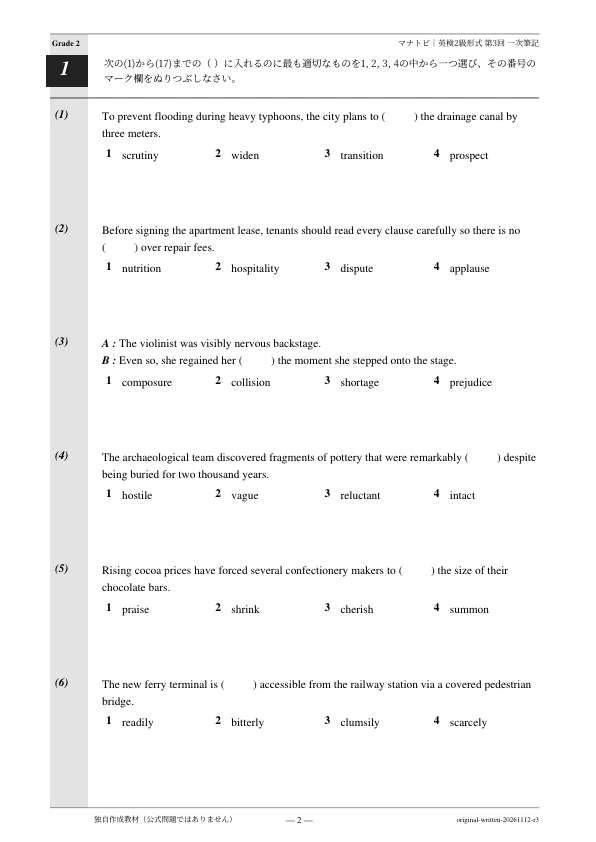 Grade 2
マナトビ｜英検2級形式 第3回 一次筆記
1
次の(1)から(17)までの（ ）に入れるのに最も適切なものを1, 2, 3, 4の中から一つ選び、その番号の
マーク欄をぬりつぶしなさい。
(1)
To prevent flooding during heavy typhoons, the city plans to ( ) the drainage canal by
three meters.
1 scrutiny 2 widen 3 transition 4 prospect
(2)
Before signing the apartment lease, tenants should read every clause carefully so there is no
( ) over repair fees.
1 nutrition 2 hospitality 3 dispute 4 applause
(3)
A : The violinist was visibly nervous backstage.
B : Even so, she regained her ( ) the moment she stepped onto the stage.
1 composure 2 collision 3 shortage 4 prejudice
(4)
The archaeological team discovered fragments of pottery that were remarkably ( ) despite
being buried for two thousand years.
1 hostile 2 vague 3 reluctant 4 intact
(5)
Rising cocoa prices have forced several confectionery makers to ( ) the size of their
chocolate bars.
1 praise 2 shrink 3 cherish 4 summon
(6)
The new ferry terminal is ( ) accessible from the railway station via a covered pedestrian
bridge.
1 readily 2 bitterly 3 clumsily 4 scarcely
独自作成教材（公式問題ではありません）
— 2 —
original-written-20261112-r3